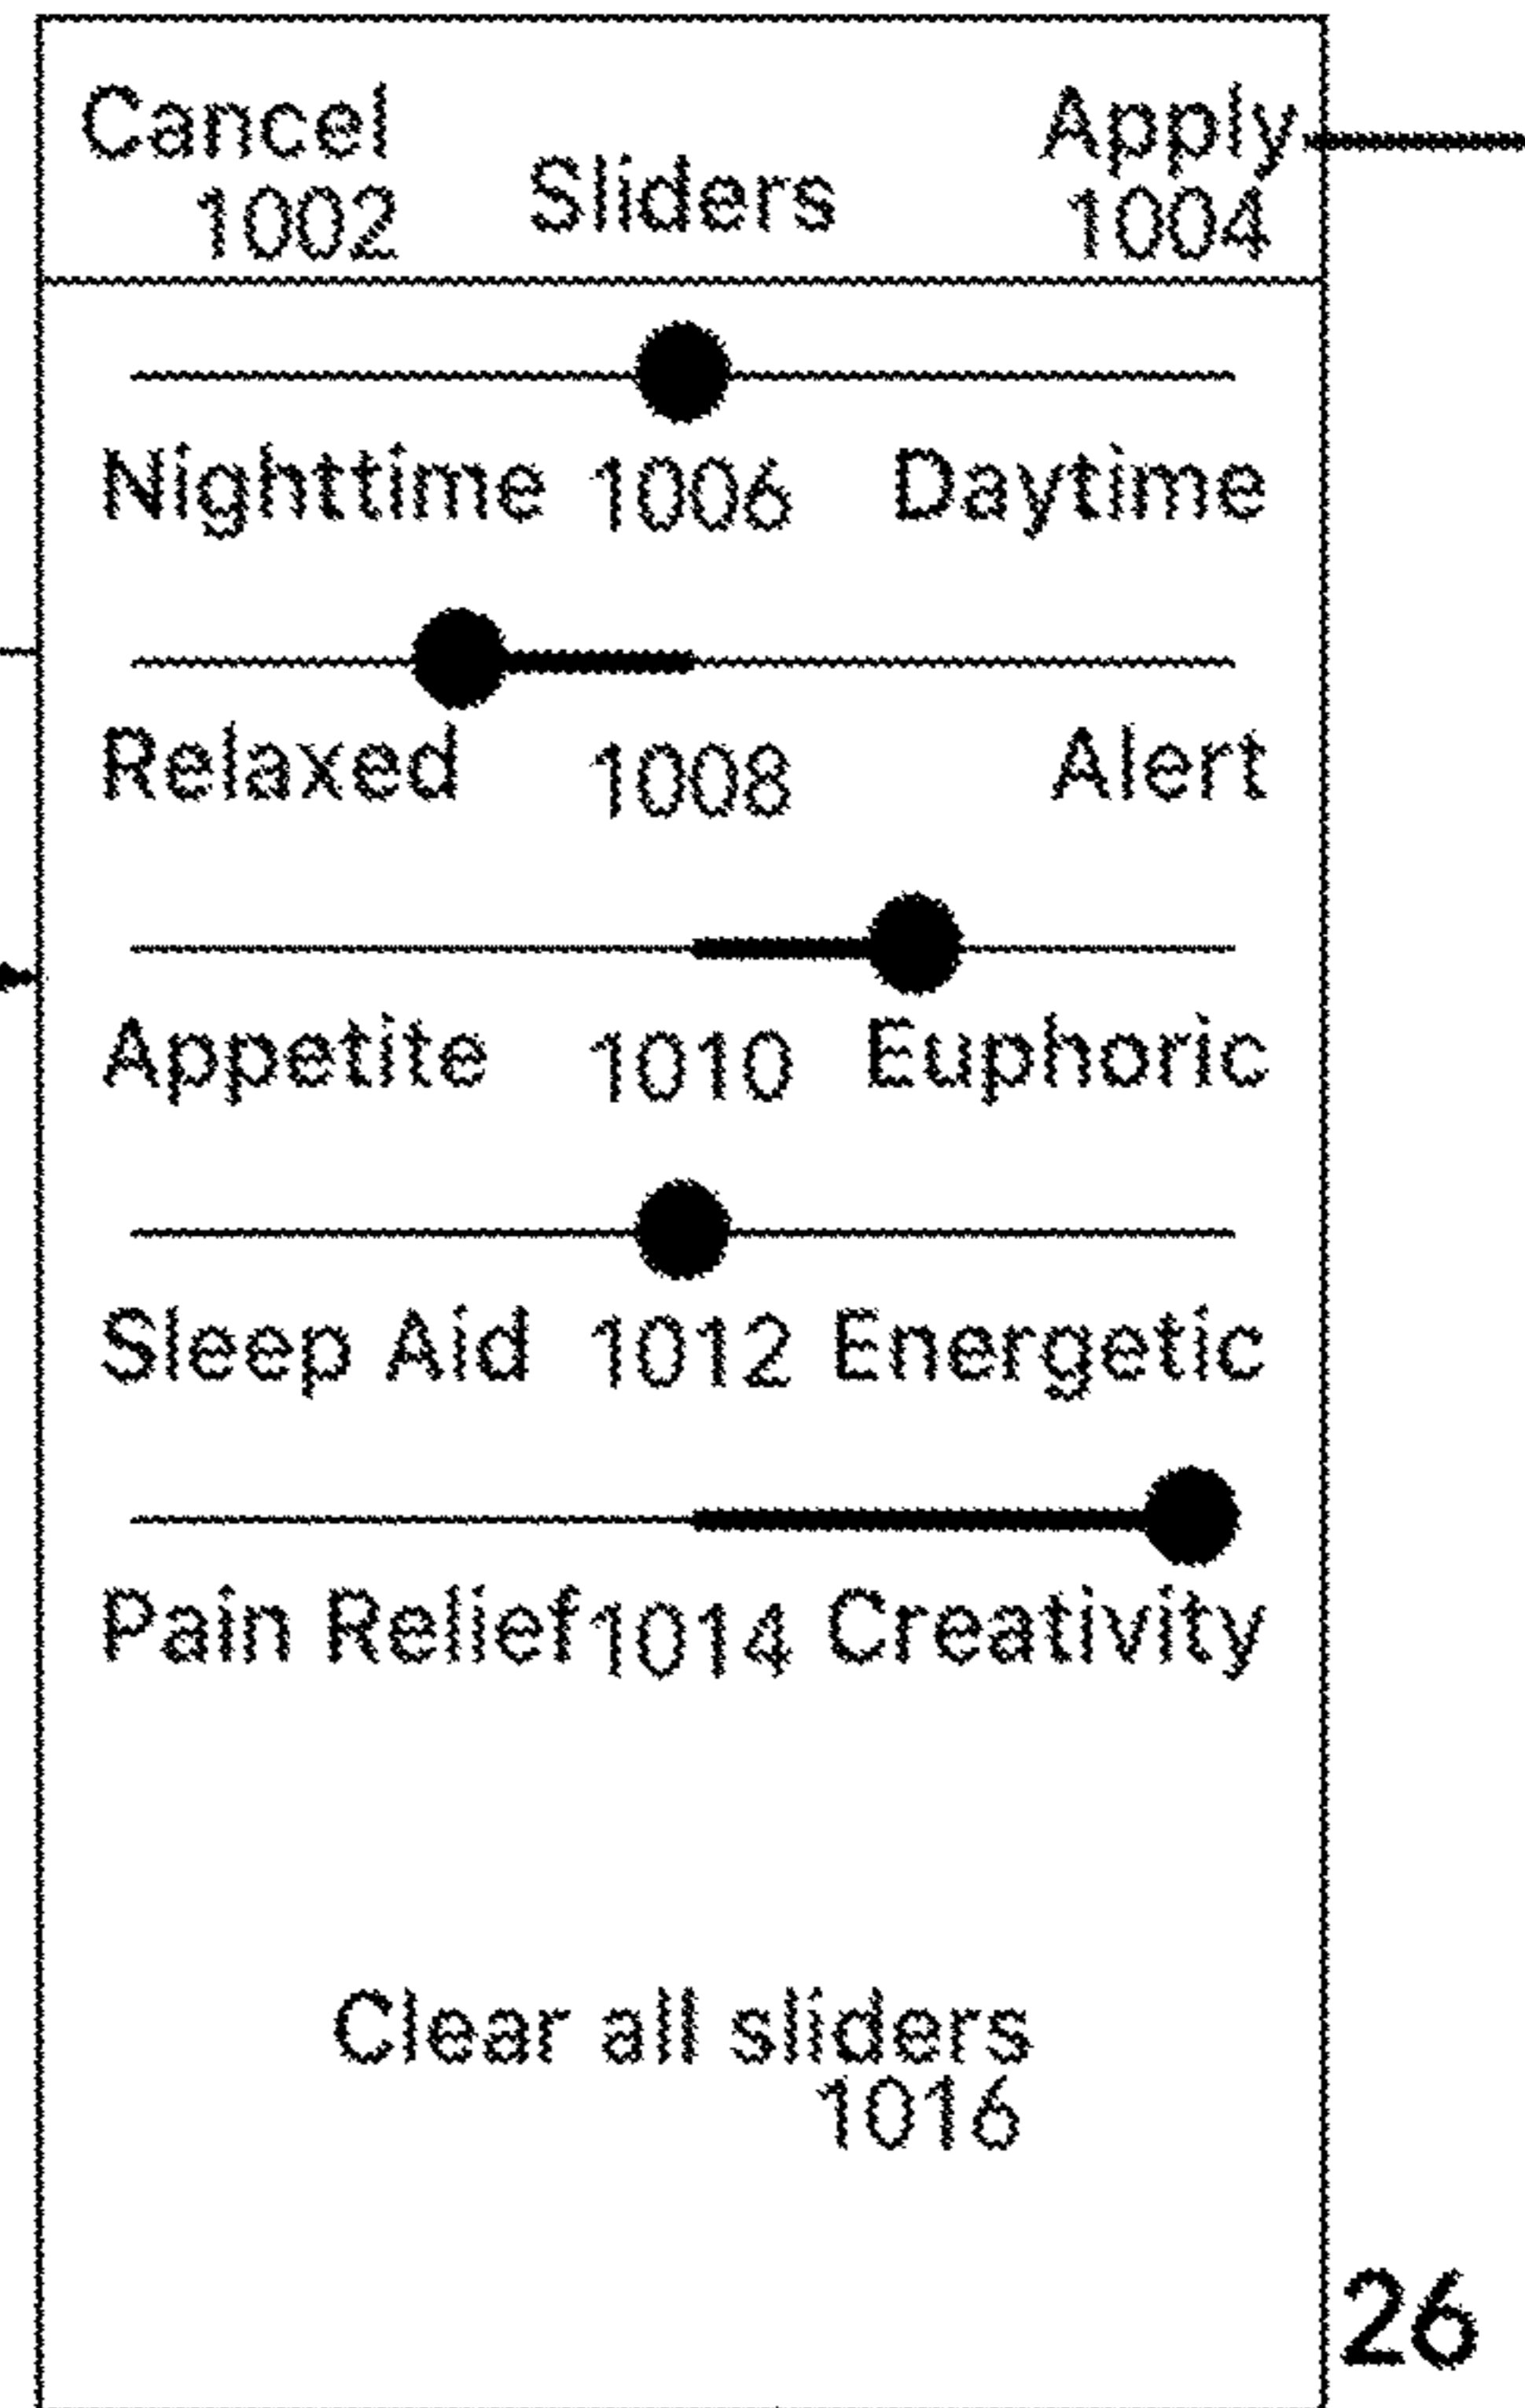 Cancel Sliders Apply
1002 1004
Nighttime 1006 Daytime
Relaxed 1008 Alert
Appetite 1010 Euphoric
Sleep Aid 1012 Energetic
Pain Relief 1014 Creativity
Clear all sliders
1016
26